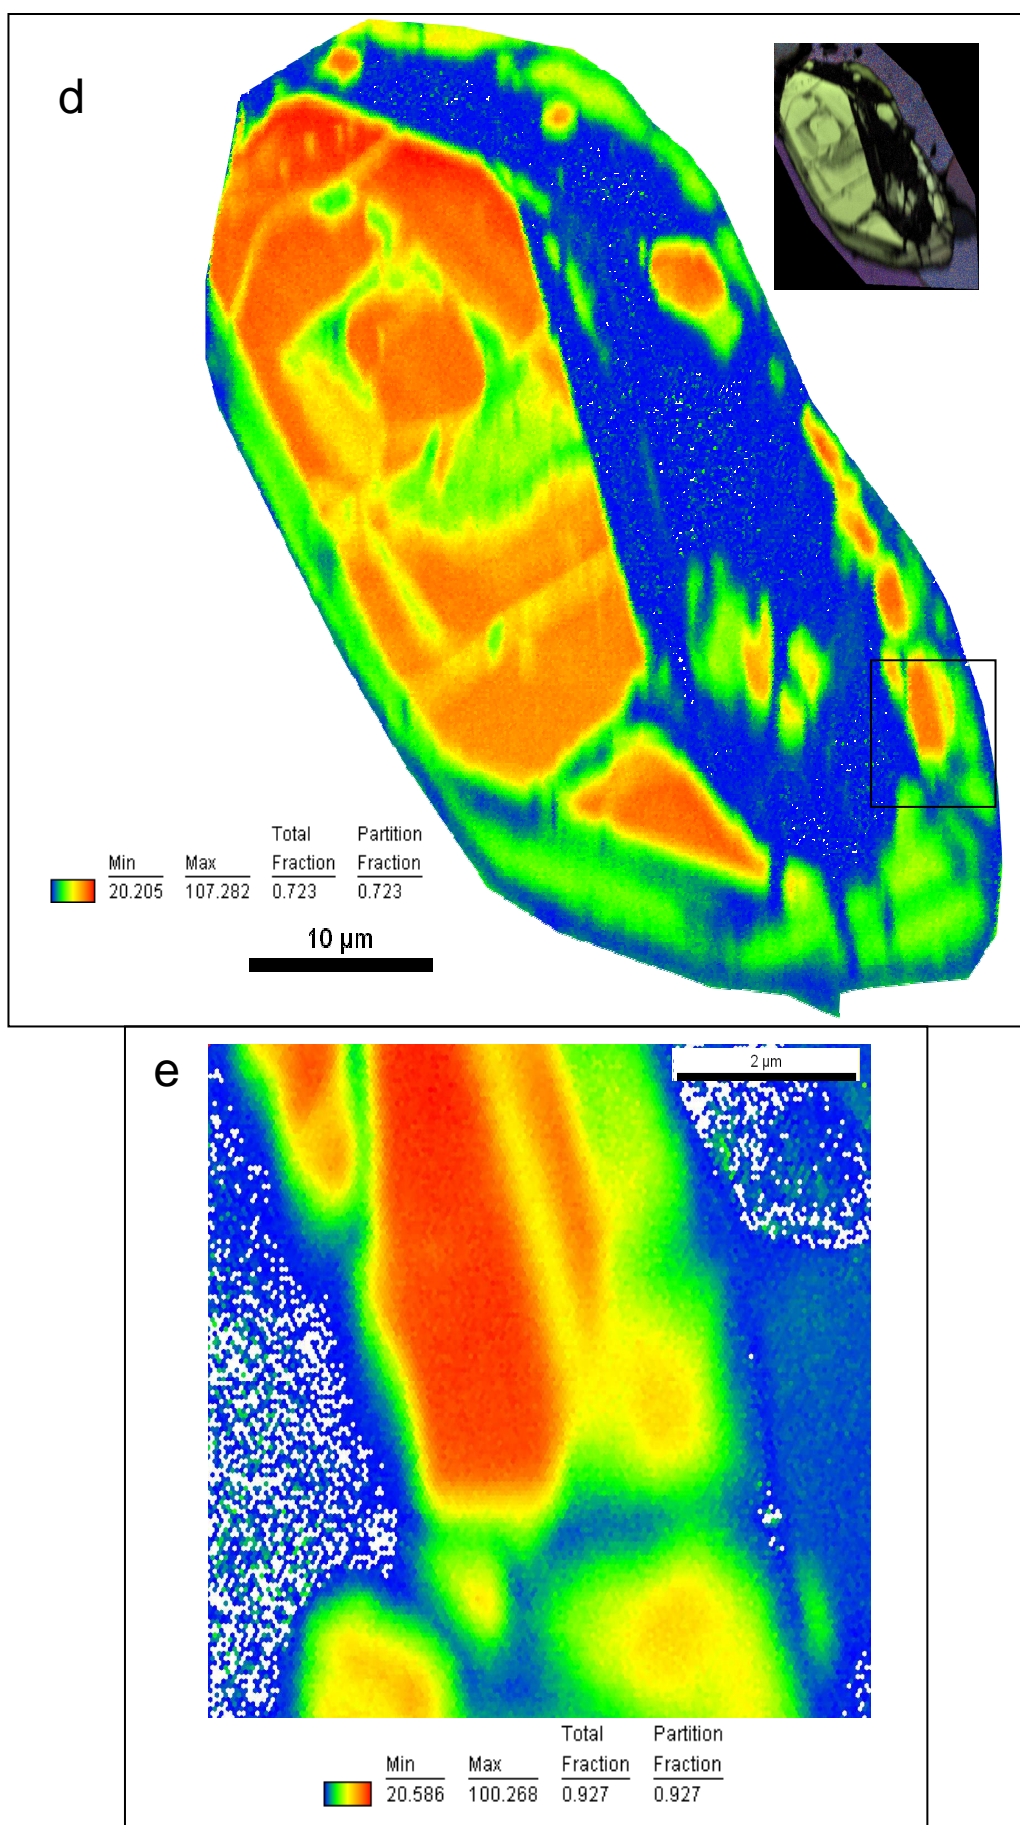 d
Total Partition
Min Max Fraction Fraction
20.205 107.282 0.723 0.723
10 µm
e
2 µm
Total Partition
Min Max Fraction Fraction
20.586 100.268 0.927 0.927